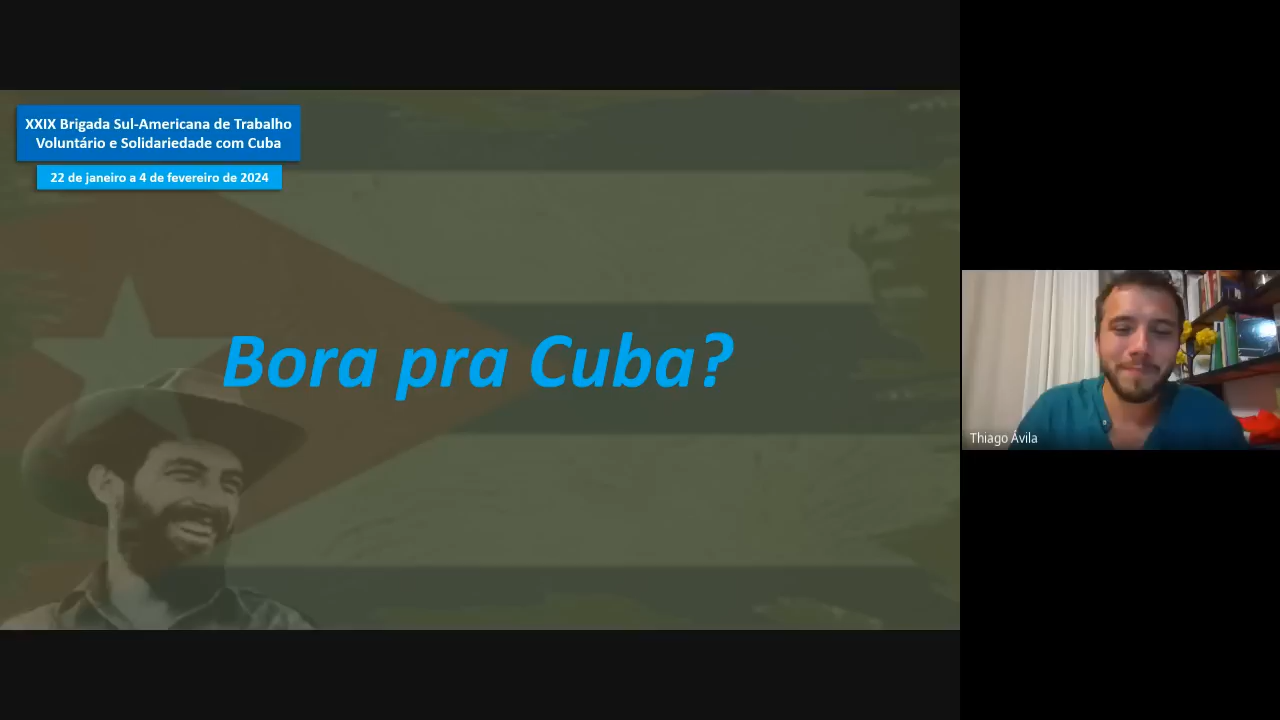 XXIX Brigada Sul-Americana de Trabalho
Voluntário e Solidariedade com Cuba
22 de janeiro a 4 de fevereiro de 2024
Bora pra Cuba?
Thiago Ávila